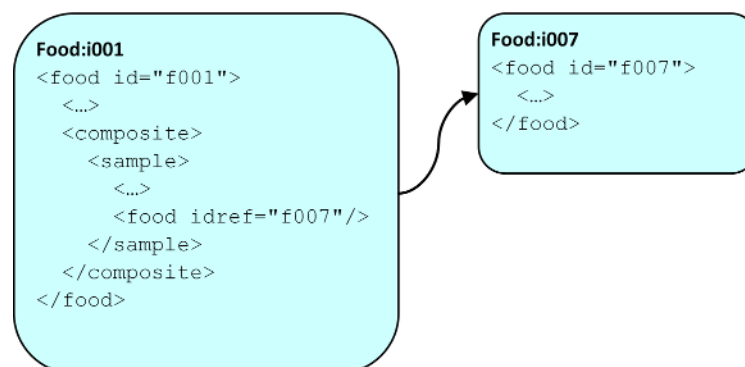 Food:i001
<food id="f001">
<…>
<composite>
<sample>
<…>
<food idref="f007"/>
</sample>
</composite>
</food>
Food:i007
<food id="f007">
<…>
</food>